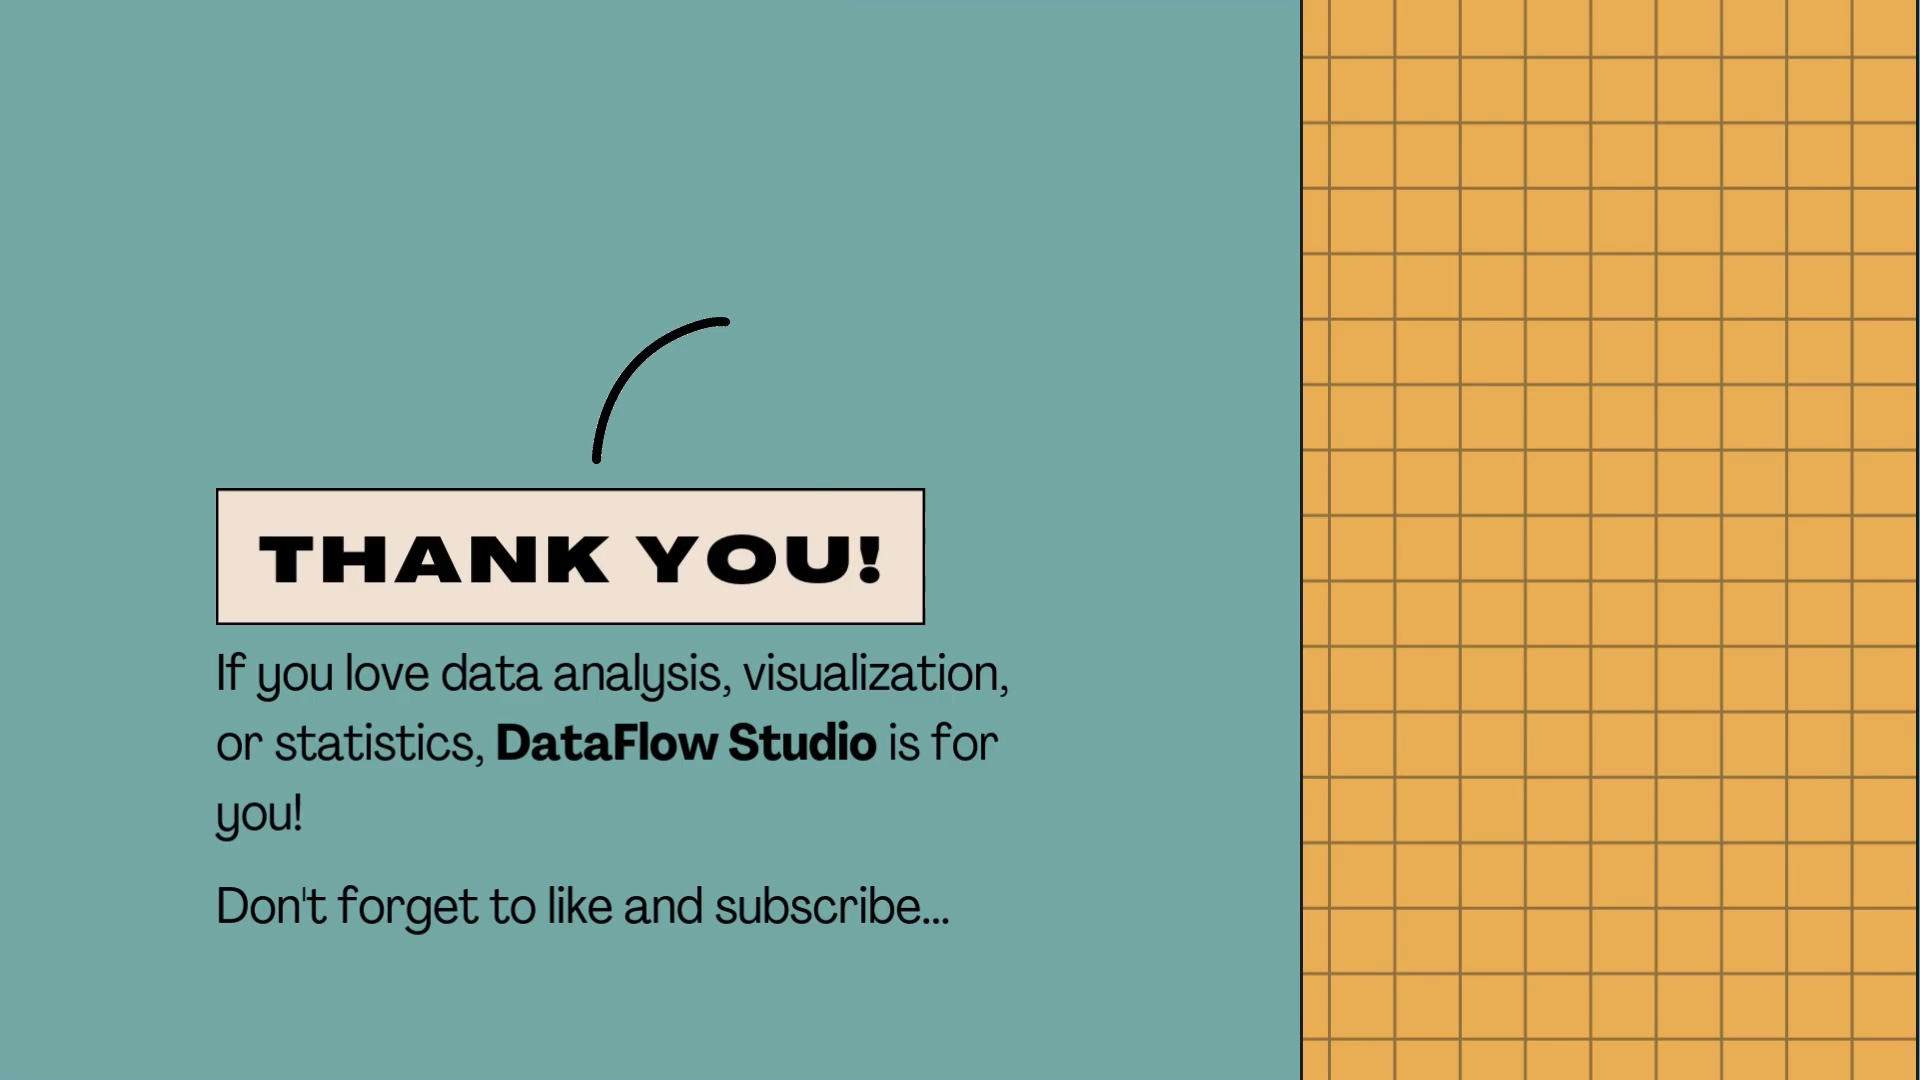 THANK YOU!
If you love data analysis, visualization,
or statistics, DataFlow Studio is for
you!
Don't forget to like and subscribe...